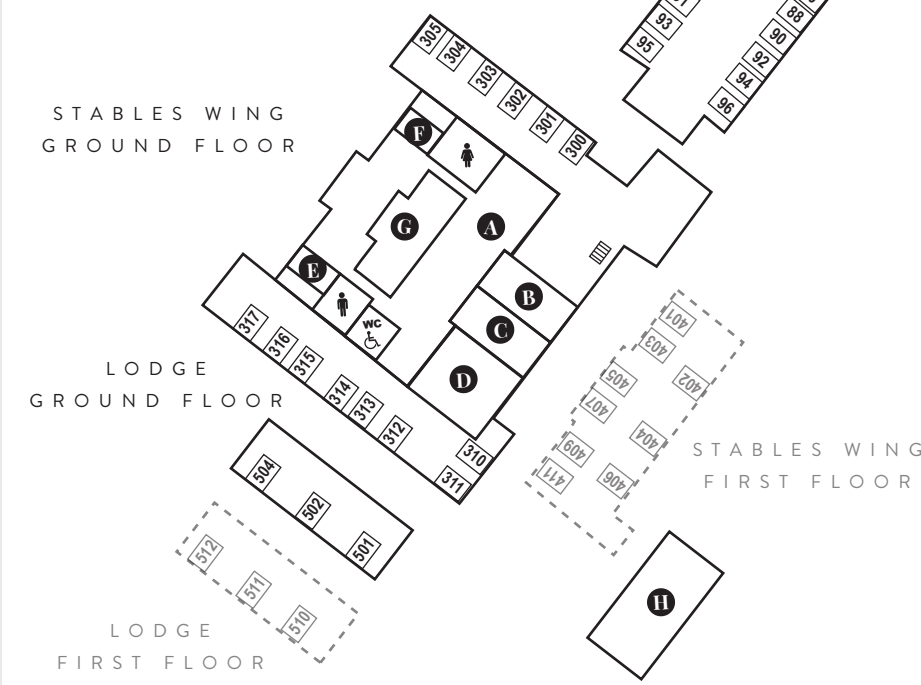 93
95
88
90
92
94
96
305
304
303
302
301
300
STABLES WING
GROUND FLOOR
F
G
A
E
B
C
D
WC
317
316
315
314
313
312
310
311
LODGE
GROUND FLOOR
401
403
402
405
407
404
409
411
406
STABLES WING
FIRST FLOOR
504
502
501
512
511
510
H
LODGE
FIRST FLOOR